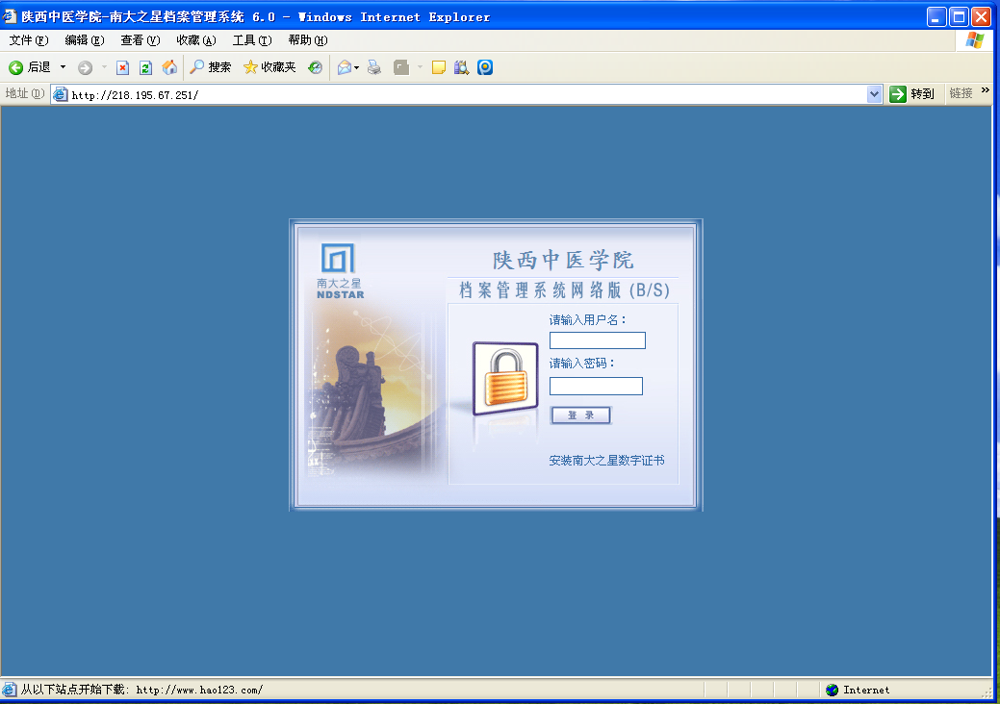 陕西中医学院-南大之星档案管理系统 6.0 - Windows Internet Explorer
文件(F) 编辑(E) 查看(V) 收藏(A) 工具(T) 帮助(H)
后退 搜索 收藏夹
地址(D) http://218.195.67.251/ 转到 链接 »
南大之星
NDSTAR
陕西中医学院
档案管理系统网络版(B/S)
请输入用户名：
请输入密码：
登 录
安装南大之星数字证书
从以下站点开始下载: http://www.hao123.com/ Internet